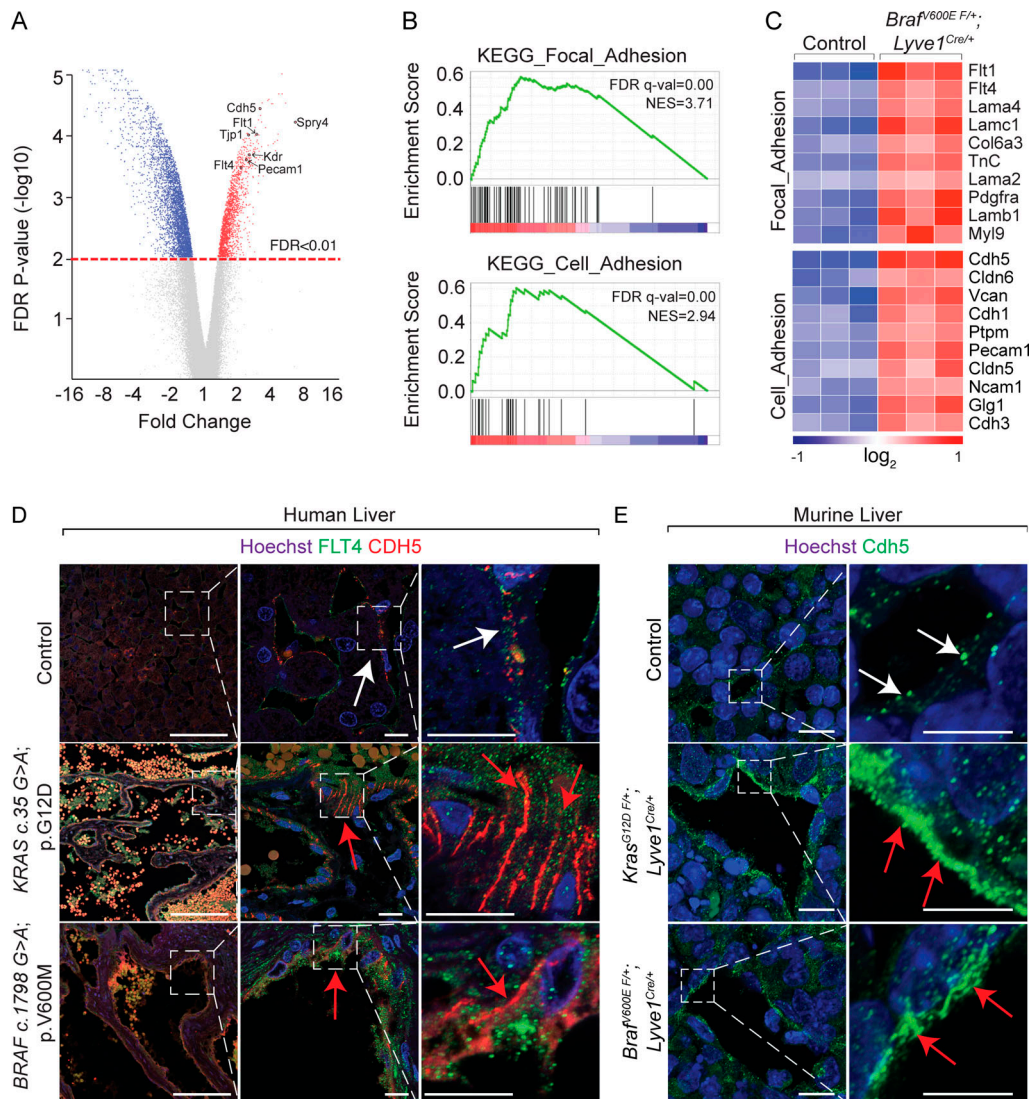 A
5
4
3
2
1
FDR P-value (-log10)
Cdh5
Flt1
Tjp1
Spry4
Kdr
Flt4
Pecam1
FDR<0.01
-16 -8 -4 -2 1 2 4 8 16
Fold Change
B
KEGG_Focal_Adhesion
FDR q-val=0.00
NES=3.71
Enrichment Score
0.6
0.4
0.2
0.0
KEGG_Cell_Adhesion
FDR q-val=0.00
NES=2.94
Enrichment Score
0.6
0.4
0.2
0.0
C
Control
Braf^V600E F/+;
Lyve1^Cre/+
Focal_Adhesion
Flt1
Flt4
Lama4
Lamc1
Col6a3
TnC
Lama2
Pdgfra
Lamb1
Myl9
Cell_Adhesion
Cdh5
Cldn6
Vcan
Cdh1
Ptpm
Pecam1
Cldn5
Ncam1
Glg1
Cdh3
-1 log2 1
D
Human Liver
Hoechst FLT4 CDH5
Control
KRAS c.35 G>A;
p.G12D
BRAF c.1798 G>A;
p.V600M
E
Murine Liver
Hoechst Cdh5
Control
Kras^G12D F/+;
Lyve1^Cre/+
Braf^V600E F/+;
Lyve1^Cre/+